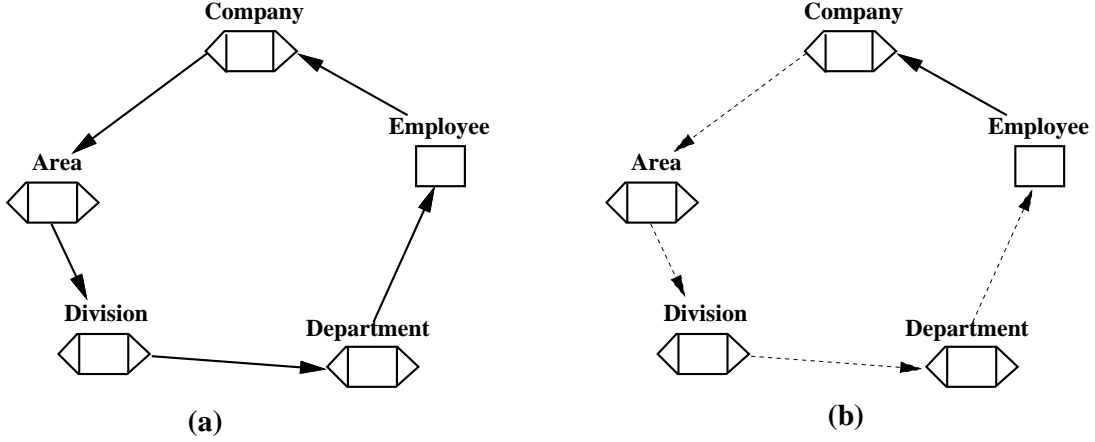 Company
Employee
Area
Division
Department
(a)
Company
Employee
Area
Division
Department
(b)